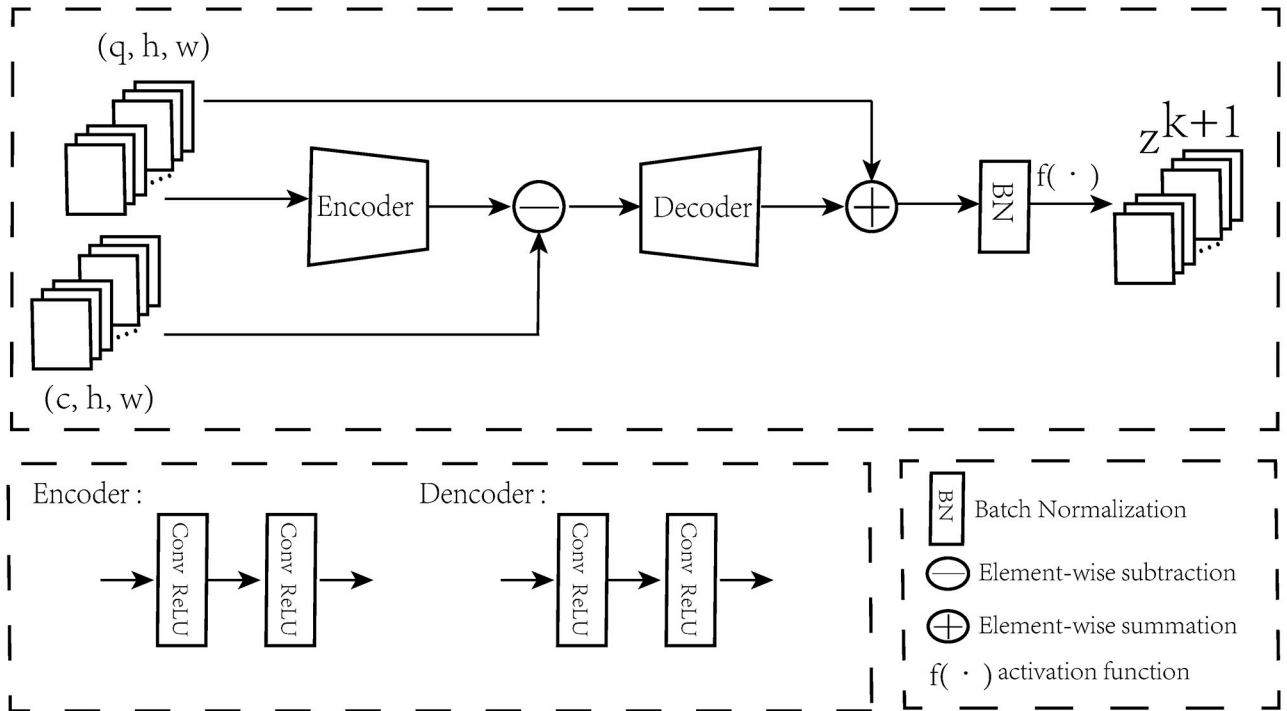 (q, h, w)
z^{k+1}
Encoder
Decoder
BN
f( · )
(c, h, w)
Encoder :
Conv ReLU
Conv ReLU
Dencoder :
Conv ReLU
Conv ReLU
BN Batch Normalization
Element-wise subtraction
Element-wise summation
f( · ) activation function